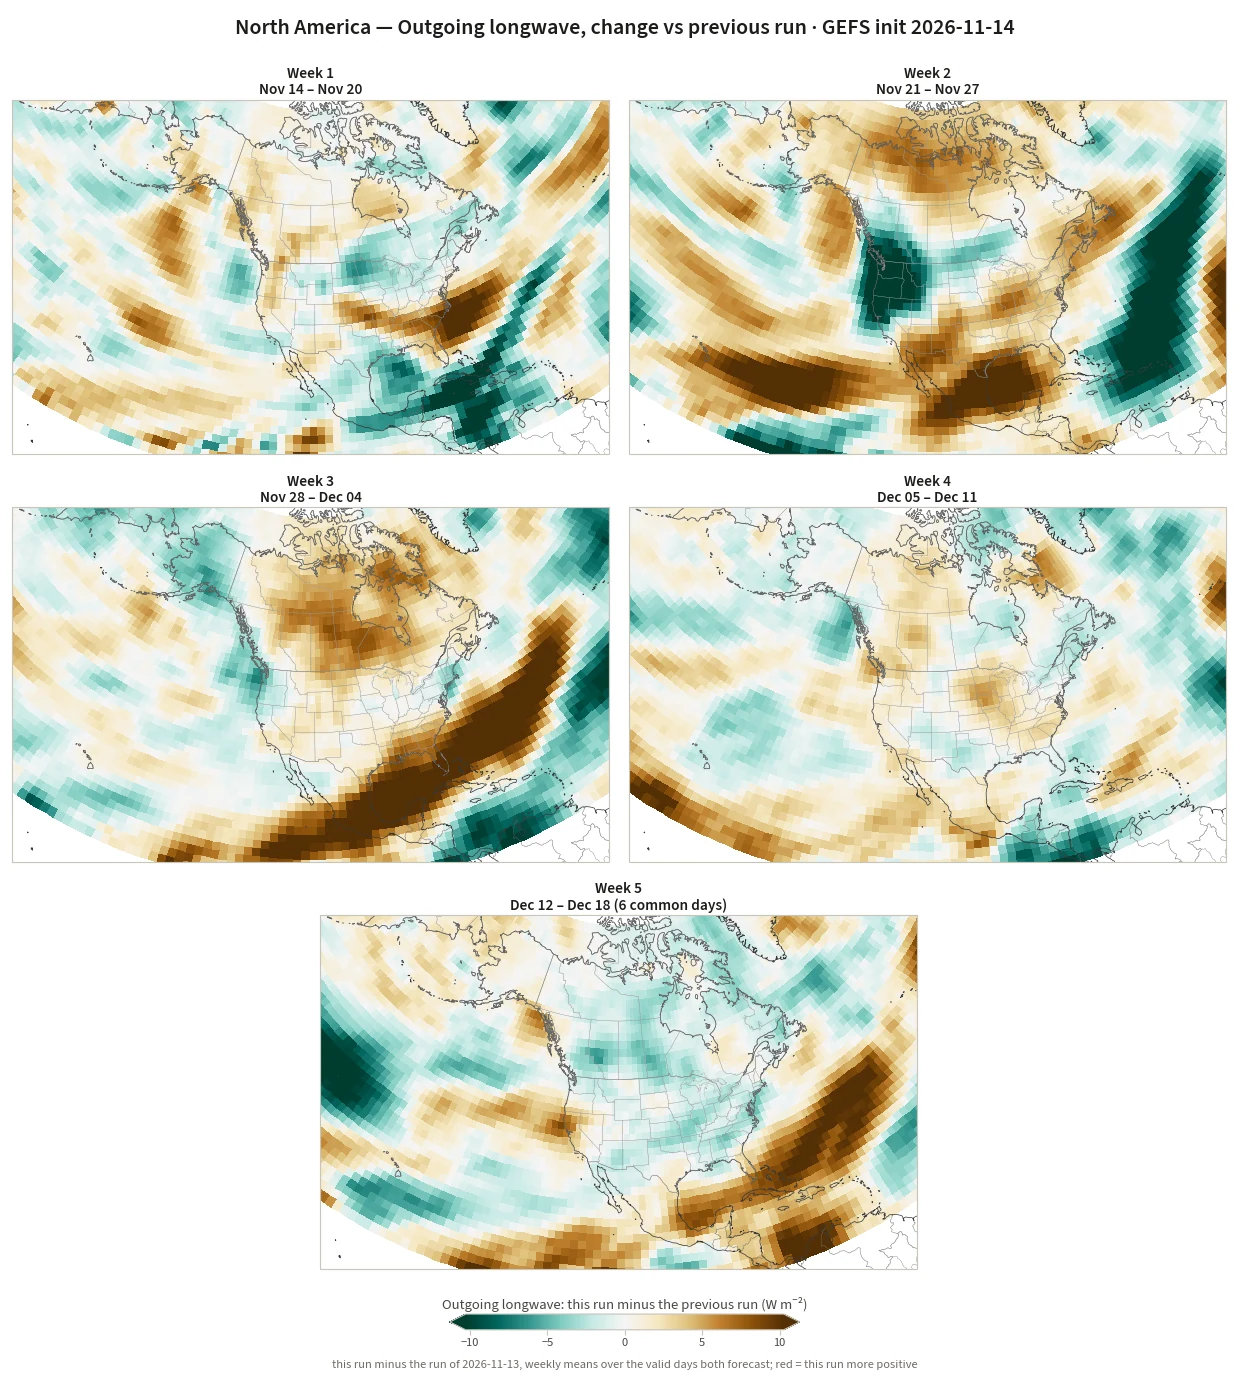 North America — Outgoing longwave, change vs previous run · GEFS init 2026-11-14
Week 1
Nov 14 – Nov 20
Week 2
Nov 21 – Nov 27
Week 3
Nov 28 – Dec 04
Week 4
Dec 05 – Dec 11
Week 5
Dec 12 – Dec 18 (6 common days)
Outgoing longwave: this run minus the previous run (W m⁻²)
−10 −5 0 5 10
this run minus the run of 2026-11-13, weekly means over the valid days both forecast; red = this run more positive